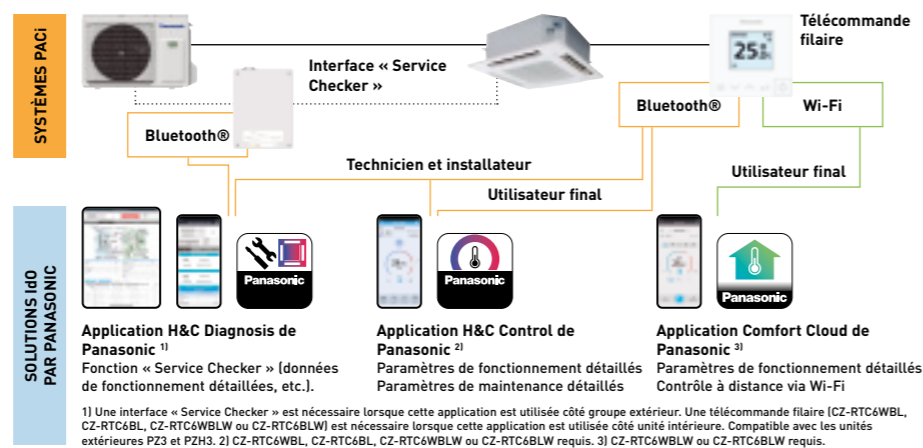 SYSTÈMES PACi
Télécommande
filaire
Interface « Service
Checker »
Panasonic
25
Bluetooth®
Bluetooth®
Wi-Fi
Technicien et installateur
Utilisateur final
Utilisateur final
SOLUTIONS IdO
PAR PANASONIC
Panasonic
Panasonic
Panasonic
Application H&C Diagnosis de
Panasonic 1)
Fonction « Service Checker » (données
de fonctionnement détaillées, etc.).
Application H&C Control de
Panasonic 2)
Paramètres de fonctionnement détaillés
Paramètres de maintenance détaillés
Application Comfort Cloud de
Panasonic 3)
Paramètres de fonctionnement détaillés
Contrôle à distance via Wi-Fi
1) Une interface « Service Checker » est nécessaire lorsque cette application est utilisée côté groupe extérieur. Une télécommande filaire (CZ-RTC6WBL,
CZ-RTC6BL, CZ-RTC6WBLW ou CZ-RTC6BLW) est nécessaire lorsque cette application est utilisée côté unité intérieure. Compatible avec les unités
extérieures PZ3 et PZH3. 2) CZ-RTC6WBL, CZ-RTC6BL, CZ-RTC6WBLW ou CZ-RTC6BLW requis. 3) CZ-RTC6WBLW ou CZ-RTC6BLW requis.